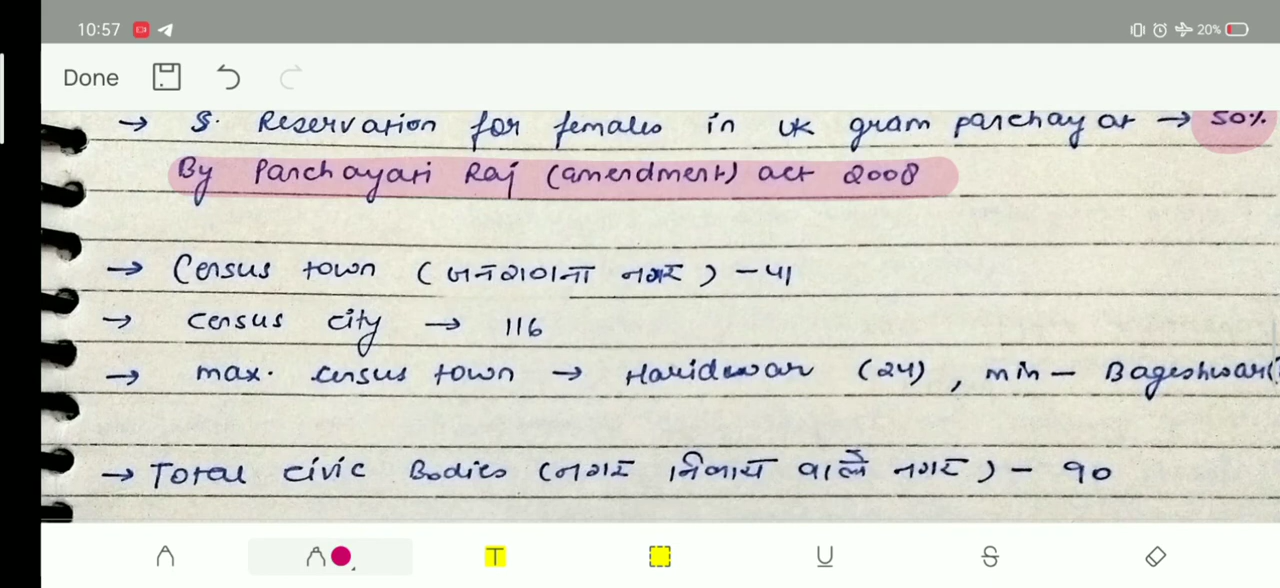 10:57
20%
Done
→ S. Reservation for females in UK gram panchayat → 50%
By Panchayati Raj (amendment) act 2008
→ Census town (जनगणना नगर) - 41
→ census city → 116
→ max. census town → Haridwar (24), min - Bageshwar(
→ Total civic Bodies (नगर निकाय वाले नगर) - 90
T
U
S